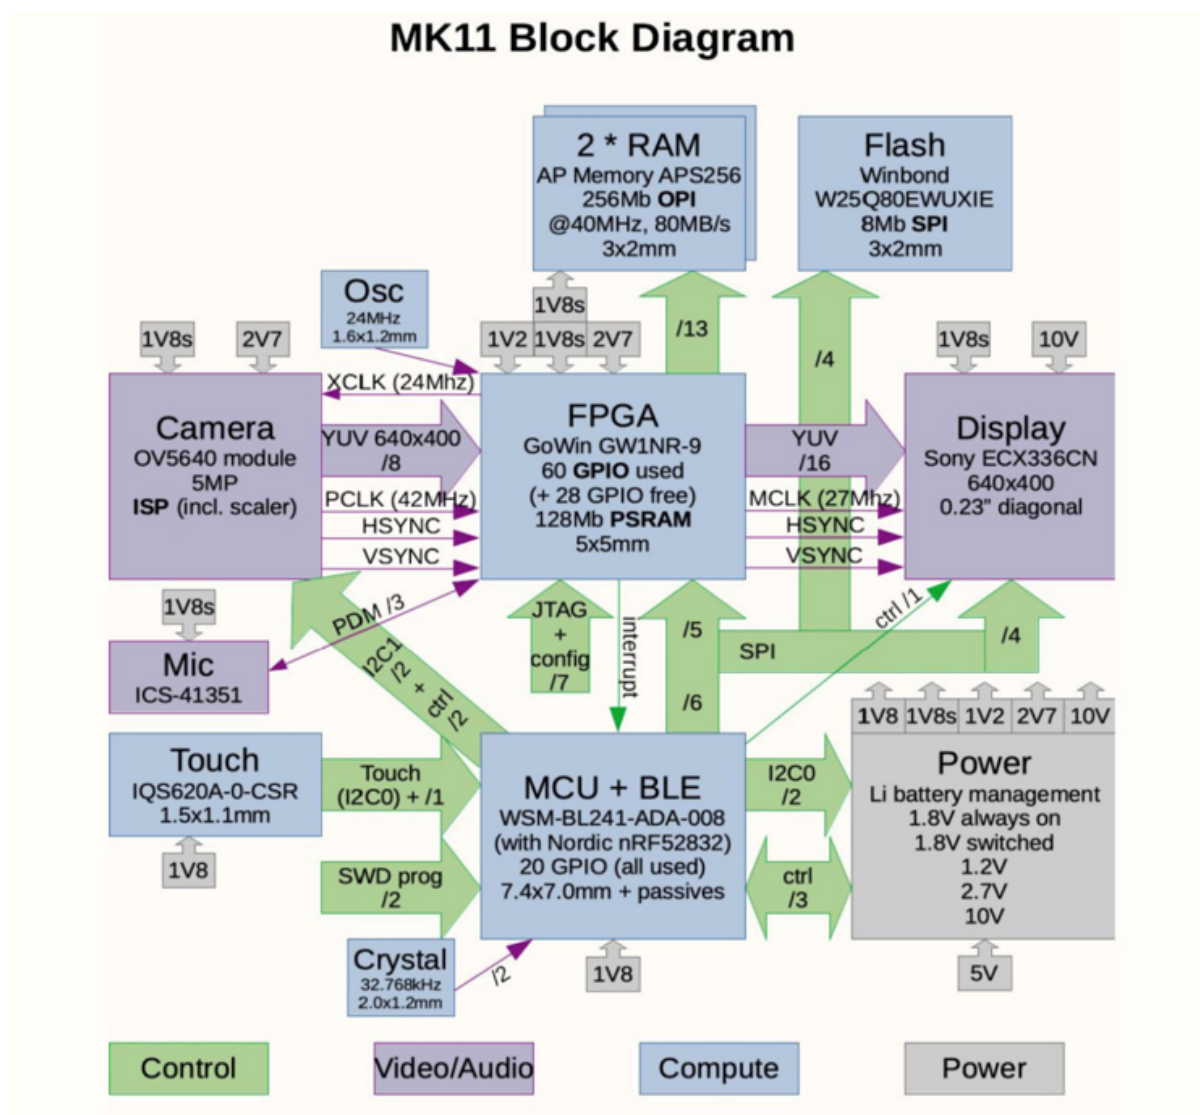 MK11 Block Diagram
2 * RAM
AP Memory APS256
256Mb OPI
@40MHz, 80MB/s
3x2mm
Flash
Winbond
W25Q80EWUXIE
8Mb SPI
3x2mm
Osc
24MHz
1.6x1.2mm
1V8s
/13
/4
1V8s
2V7
1V2
1V8s
2V7
1V8s
10V
XCLK (24Mhz)
Camera
OV5640 module
5MP
ISP (incl. scaler)
YUV 640x400
/8
PCLK (42MHz)
HSYNC
VSYNC
FPGA
GoWin GW1NR-9
60 GPIO used
(+ 28 GPIO free)
128Mb PSRAM
5x5mm
YUV
/16
MCLK (27Mhz)
HSYNC
VSYNC
Display
Sony ECX336CN
640x400
0.23” diagonal
1V8s
PDM /3
Mic
ICS-41351
I2C1
/2 + ctrl
/2
JTAG
+
config
/7
interrupt
/5
/6
SPI
ctrl /1
/4
1V8
1V8s
1V2
2V7
10V
Touch
IQS620A-0-CSR
1.5x1.1mm
1V8
Touch
(I2C0) + /1
SWD prog
/2
MCU + BLE
WSM-BL241-ADA-008
(with Nordic nRF52832)
20 GPIO (all used)
7.4x7.0mm + passives
I2C0
/2
ctrl
/3
Power
Li battery management
1.8V always on
1.8V switched
1.2V
2.7V
10V
Crystal
32.768kHz
2.0x1.2mm
/2
1V8
5V
Control
Video/Audio
Compute
Power